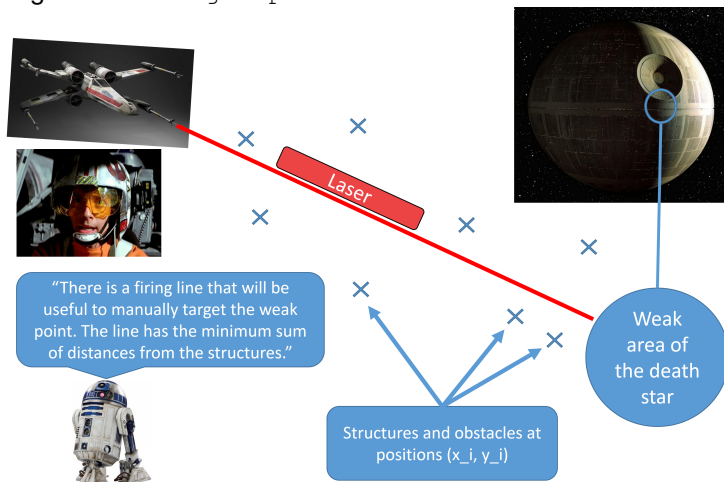 Laser
"There is a firing line that will be
useful to manually target the weak
point. The line has the minimum sum
of distances from the structures."
Weak
area of
the death
star
Structures and obstacles at
positions (x_i, y_i)